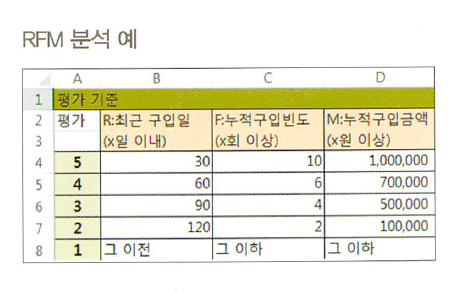 RFM 분석 예
A B C D
1 평가 기준
2 평가 R:최근 구입일 F:누적구입빈도 M:누적구입금액
3 (x일 이내) (x회 이상) (x원 이상)
4 5 30 10 1,000,000
5 4 60 6 700,000
6 3 90 4 500,000
7 2 120 2 100,000
8 1 그 이전 그 이하 그 이하